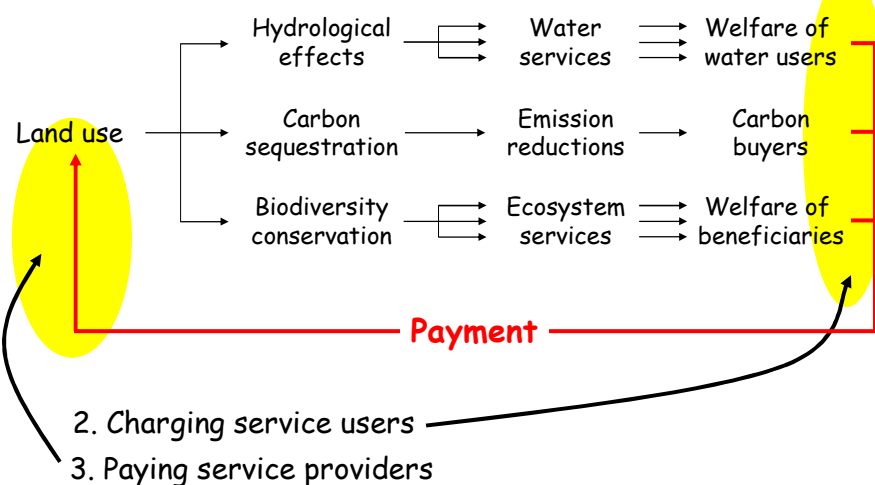 Hydrological
effects
Water
services
Welfare of
water users
Land use
Carbon
sequestration
Emission
reductions
Carbon
buyers
Biodiversity
conservation
Ecosystem
services
Welfare of
beneficiaries
Payment
2. Charging service users
3. Paying service providers